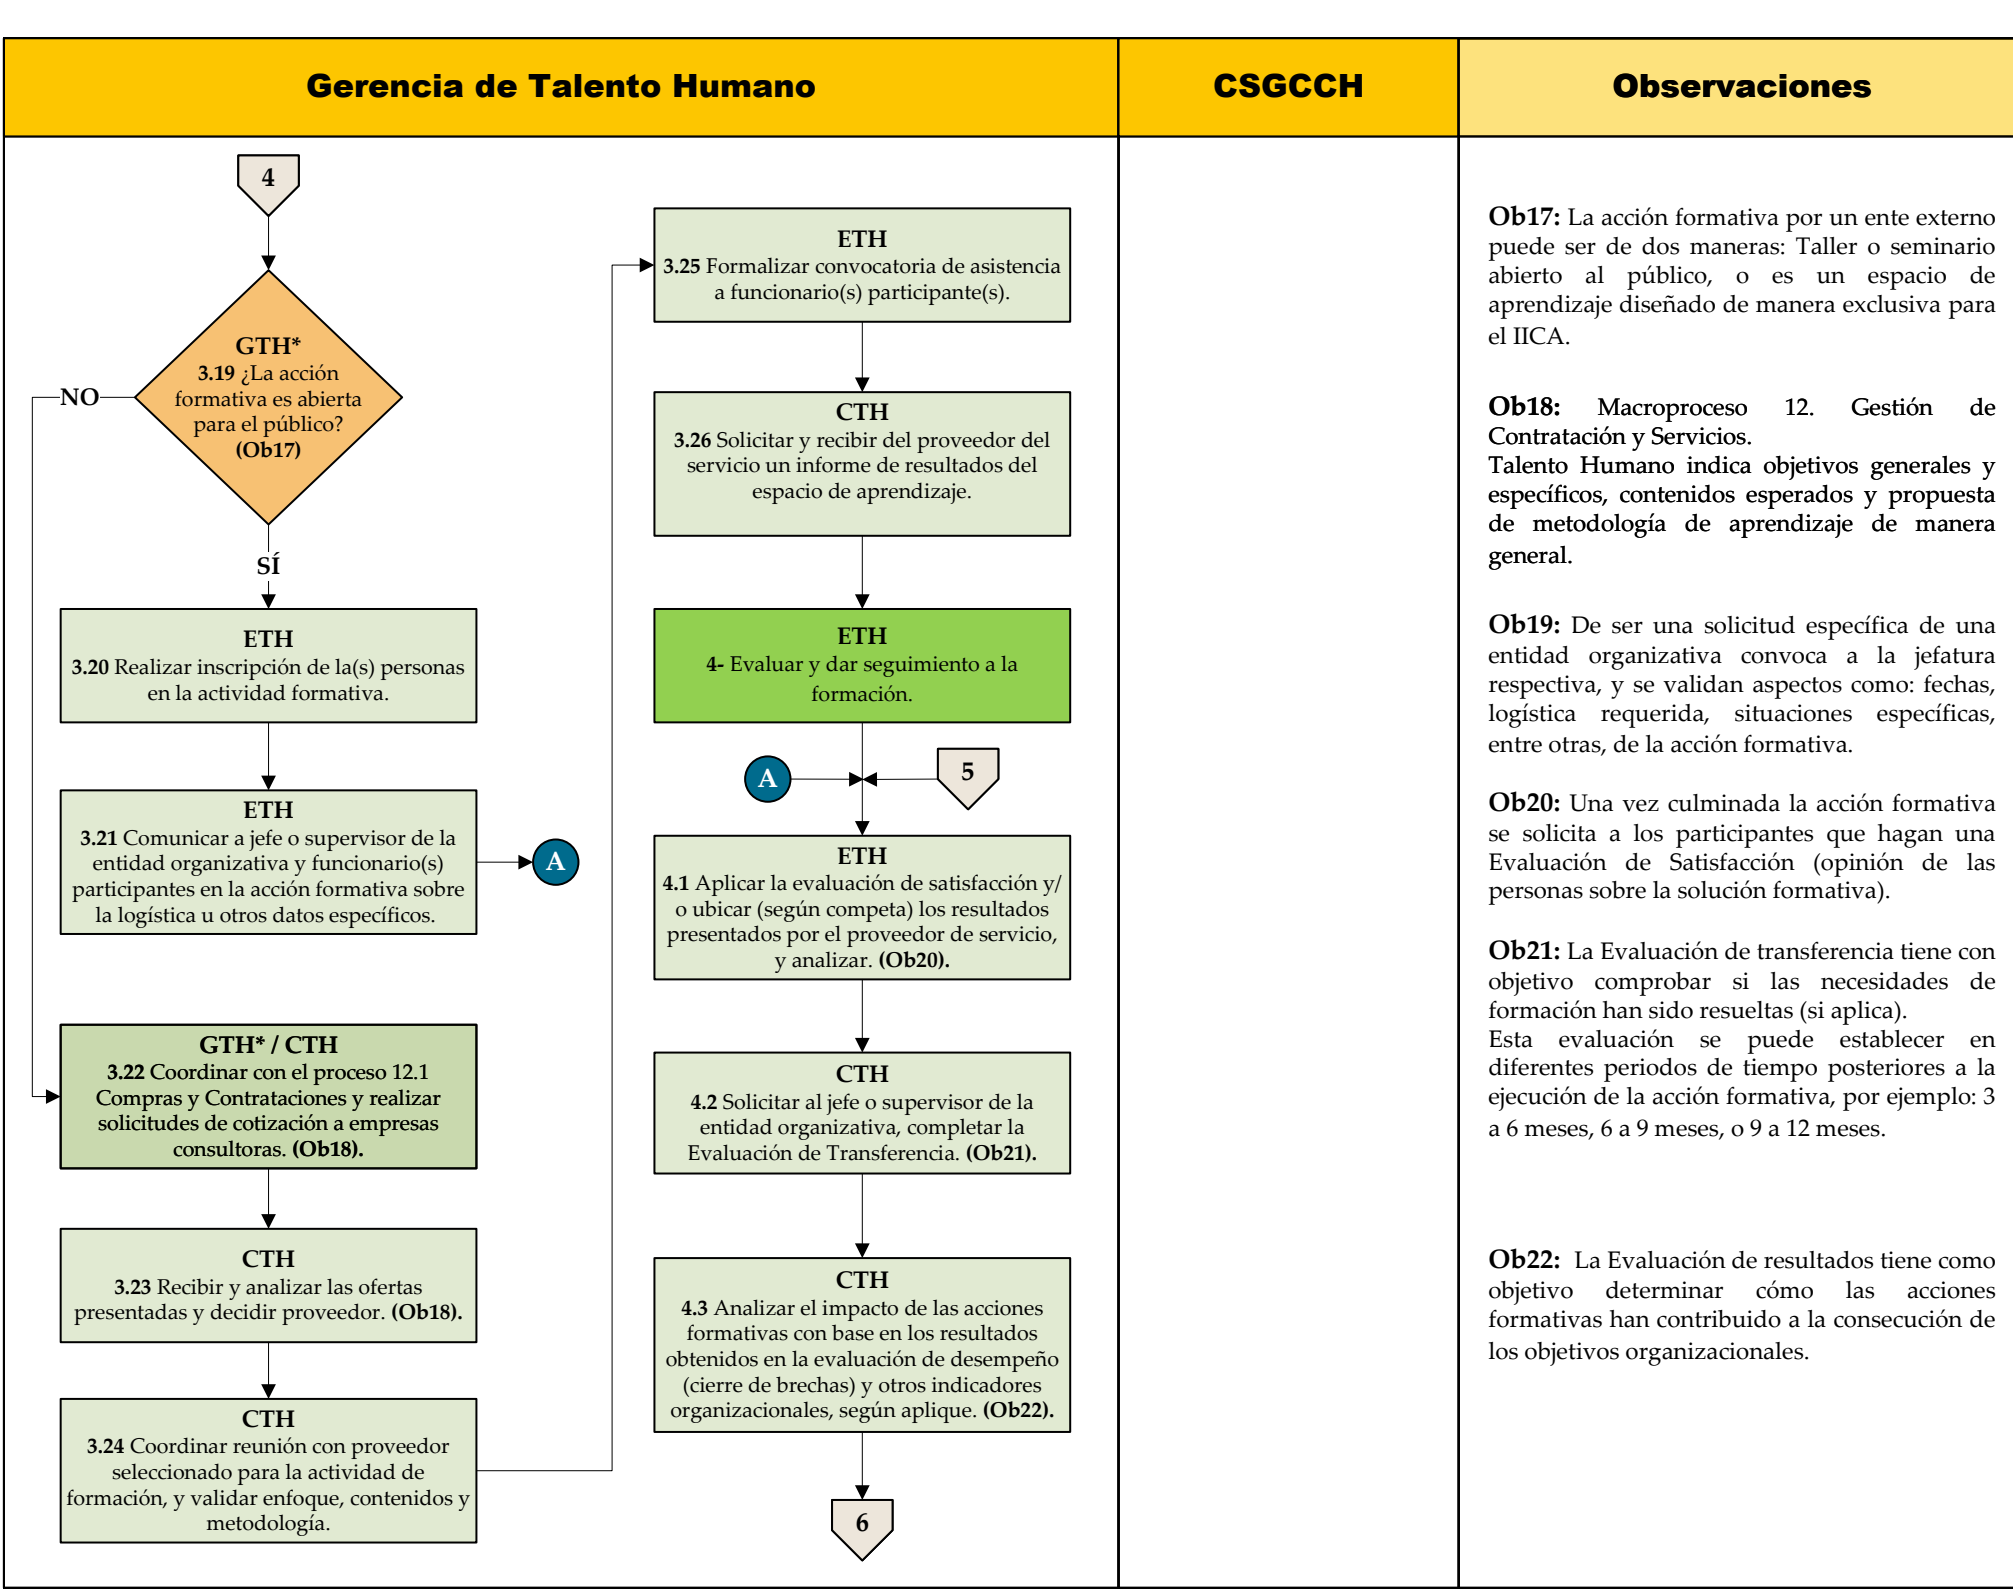 Gerencia de Talento Humano
CSGCCH
Observaciones
4
GTH*
3.19 ¿La acción
formativa es abierta
para el público?
(Ob17)
NO
SÍ
ETH
3.20 Realizar inscripción de la(s) personas
en la actividad formativa.
ETH
3.21 Comunicar a jefe o supervisor de la
entidad organizativa y funcionario(s)
participantes en la acción formativa sobre
la logística u otros datos específicos.
A
GTH* / CTH
3.22 Coordinar con el proceso 12.1
Compras y Contrataciones y realizar
solicitudes de cotización a empresas
consultoras. (Ob18).
CTH
3.23 Recibir y analizar las ofertas
presentadas y decidir proveedor. (Ob18).
CTH
3.24 Coordinar reunión con proveedor
seleccionado para la actividad de
formación, y validar enfoque, contenidos y
metodología.
ETH
3.25 Formalizar convocatoria de asistencia
a funcionario(s) participante(s).
CTH
3.26 Solicitar y recibir del proveedor del
servicio un informe de resultados del
espacio de aprendizaje.
ETH
4- Evaluar y dar seguimiento a la
formación.
A
5
ETH
4.1 Aplicar la evaluación de satisfacción y/
o ubicar (según competa) los resultados
presentados por el proveedor de servicio,
y analizar. (Ob20).
CTH
4.2 Solicitar al jefe o supervisor de la
entidad organizativa, completar la
Evaluación de Transferencia. (Ob21).
CTH
4.3 Analizar el impacto de las acciones
formativas con base en los resultados
obtenidos en la evaluación de desempeño
(cierre de brechas) y otros indicadores
organizacionales, según aplique. (Ob22).
6
Ob17: La acción formativa por un ente externo
puede ser de dos maneras: Taller o seminario
abierto al público, o es un espacio de
aprendizaje diseñado de manera exclusiva para
el IICA.
Ob18: Macroproceso 12. Gestión de
Contratación y Servicios.
Talento Humano indica objetivos generales y
específicos, contenidos esperados y propuesta
de metodología de aprendizaje de manera
general.
Ob19: De ser una solicitud específica de una
entidad organizativa convoca a la jefatura
respectiva, y se validan aspectos como: fechas,
logística requerida, situaciones específicas,
entre otras, de la acción formativa.
Ob20: Una vez culminada la acción formativa
se solicita a los participantes que hagan una
Evaluación de Satisfacción (opinión de las
personas sobre la solución formativa).
Ob21: La Evaluación de transferencia tiene con
objetivo comprobar si las necesidades de
formación han sido resueltas (si aplica).
Esta evaluación se puede establecer en
diferentes periodos de tiempo posteriores a la
ejecución de la acción formativa, por ejemplo: 3
a 6 meses, 6 a 9 meses, o 9 a 12 meses.
Ob22: La Evaluación de resultados tiene como
objetivo determinar cómo las acciones
formativas han contribuido a la consecución de
los objetivos organizacionales.